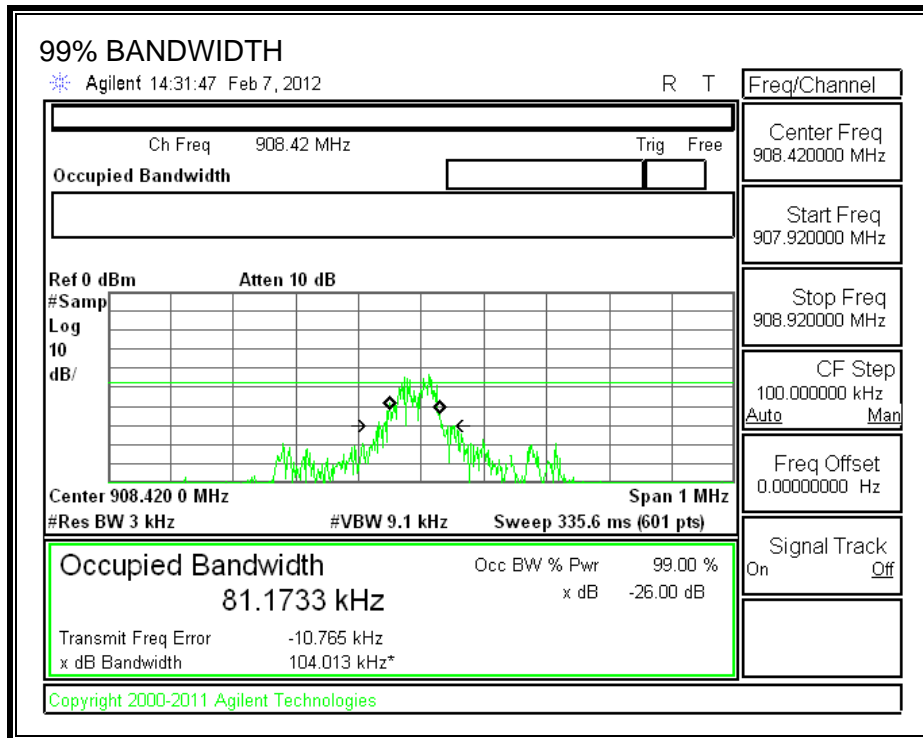 99% BANDWIDTH
Agilent 14:31:47 Feb 7, 2012 R T
Ch Freq 908.42 MHz Trig Free
Occupied Bandwidth
Ref 0 dBm Atten 10 dB
#Samp
Log
10
dB/
Center 908.420 0 MHz Span 1 MHz
#Res BW 3 kHz #VBW 9.1 kHz Sweep 335.6 ms (601 pts)
Occupied Bandwidth Occ BW % Pwr 99.00 %
81.1733 kHz x dB -26.00 dB
Transmit Freq Error -10.765 kHz
x dB Bandwidth 104.013 kHz*
Copyright 2000-2011 Agilent Technologies
Freq/Channel
Center Freq
908.420000 MHz
Start Freq
907.920000 MHz
Stop Freq
908.920000 MHz
CF Step
100.000000 kHz
Auto Man
Freq Offset
0.00000000 Hz
Signal Track
On Off